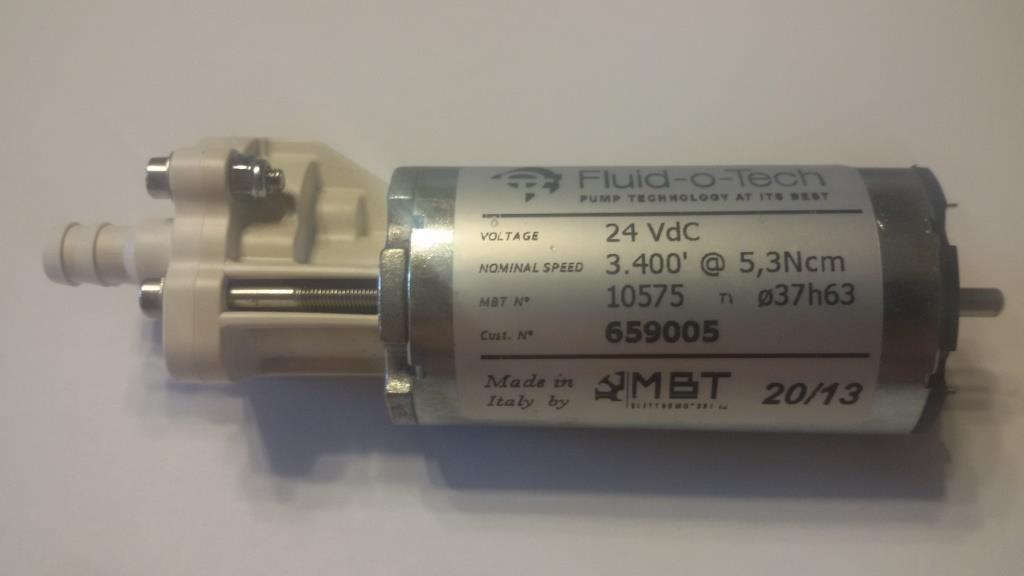 Fluid-o-Tech
PUMP TECHNOLOGY AT ITS BEST
VOLTAGE 24 VdC
NOMINAL SPEED 3.400' @ 5,3Ncm
MBT N° 10575 T1 ø37h63
Cust. N° 659005
Made in
Italy by
MBT
20/13